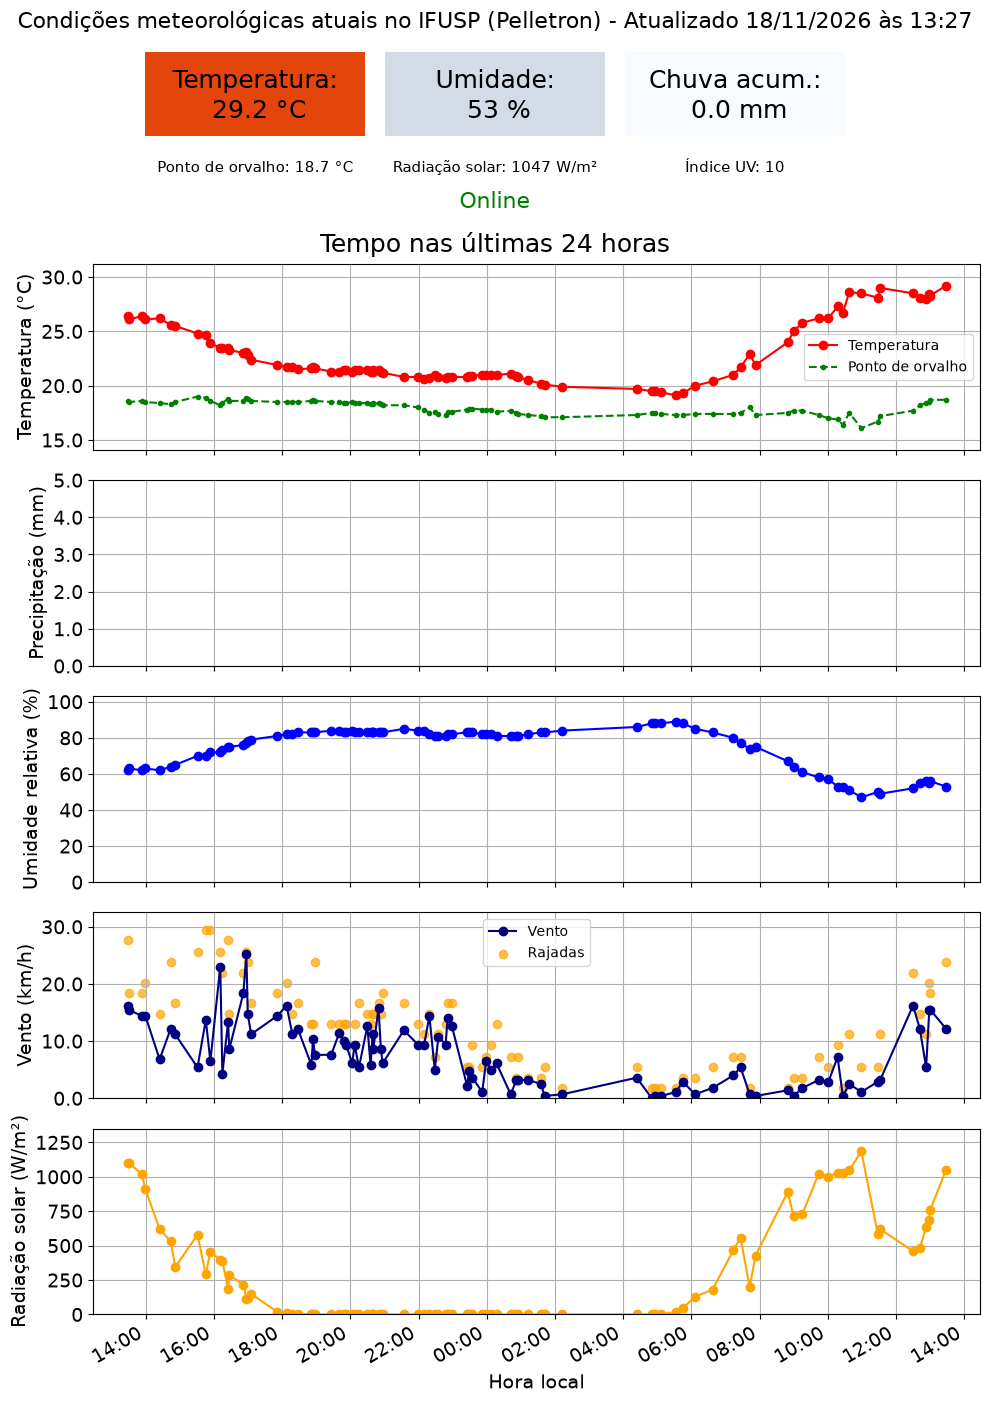 Condições meteorológicas atuais no IFUSP (Pelletron) - Atualizado 18/11/2026 às 13:27
Temperatura:
29.2 °C
Umidade:
53 %
Chuva acum.:
0.0 mm
Ponto de orvalho: 18.7 °C
Radiação solar: 1047 W/m²
Índice UV: 10
Online
Tempo nas últimas 24 horas
Temperatura (°C)
30.0
25.0
20.0
15.0
Temperatura
Ponto de orvalho
Precipitação (mm)
5.0
4.0
3.0
2.0
1.0
0.0
Umidade relativa (%)
100
80
60
40
20
0
Vento (km/h)
30.0
20.0
10.0
0.0
Vento
Rajadas
Radiação solar (W/m²)
1250
1000
750
500
250
0
14:00 16:00 18:00 20:00 22:00 00:00 02:00 04:00 06:00 08:00 10:00 12:00 14:00
Hora local